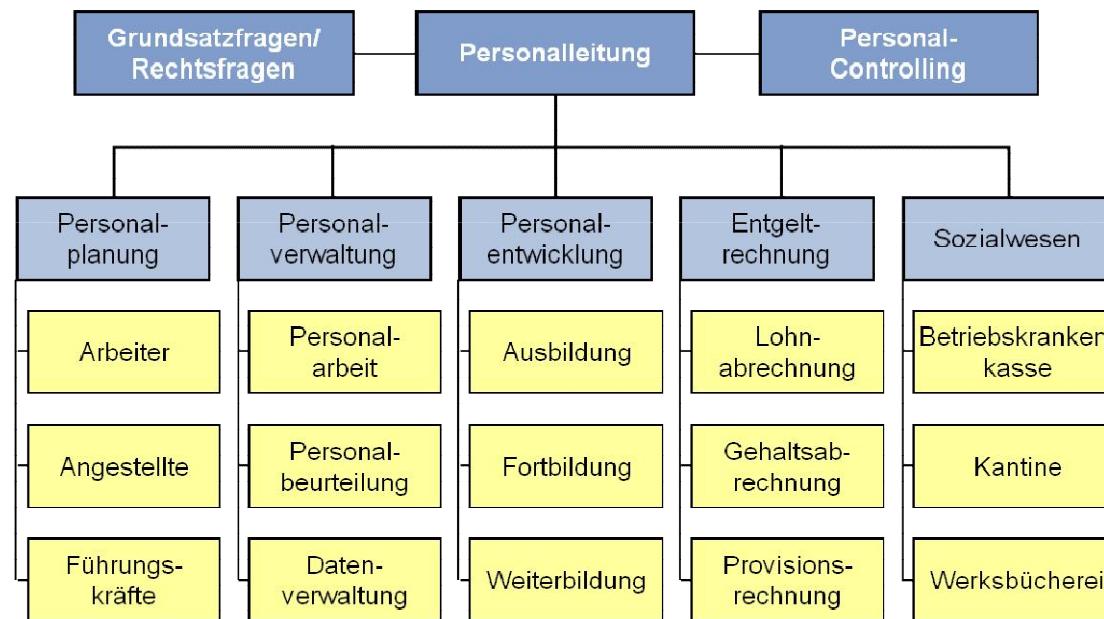 Grundsatzfragen/
Rechtsfragen
Personalleitung
Personal-
Controlling
Personal-
planung
Personal-
verwaltung
Personal-
entwicklung
Entgelt-
rechnung
Sozialwesen
Arbeiter
Personal-
arbeit
Ausbildung
Lohn-
abrechnung
Betriebskranken
kasse
Angestellte
Personal-
beurteilung
Fortbildung
Gehaltsab-
rechnung
Kantine
Führungs-
kräfte
Daten-
verwaltung
Weiterbildung
Provisions-
rechnung
Werksbücherei